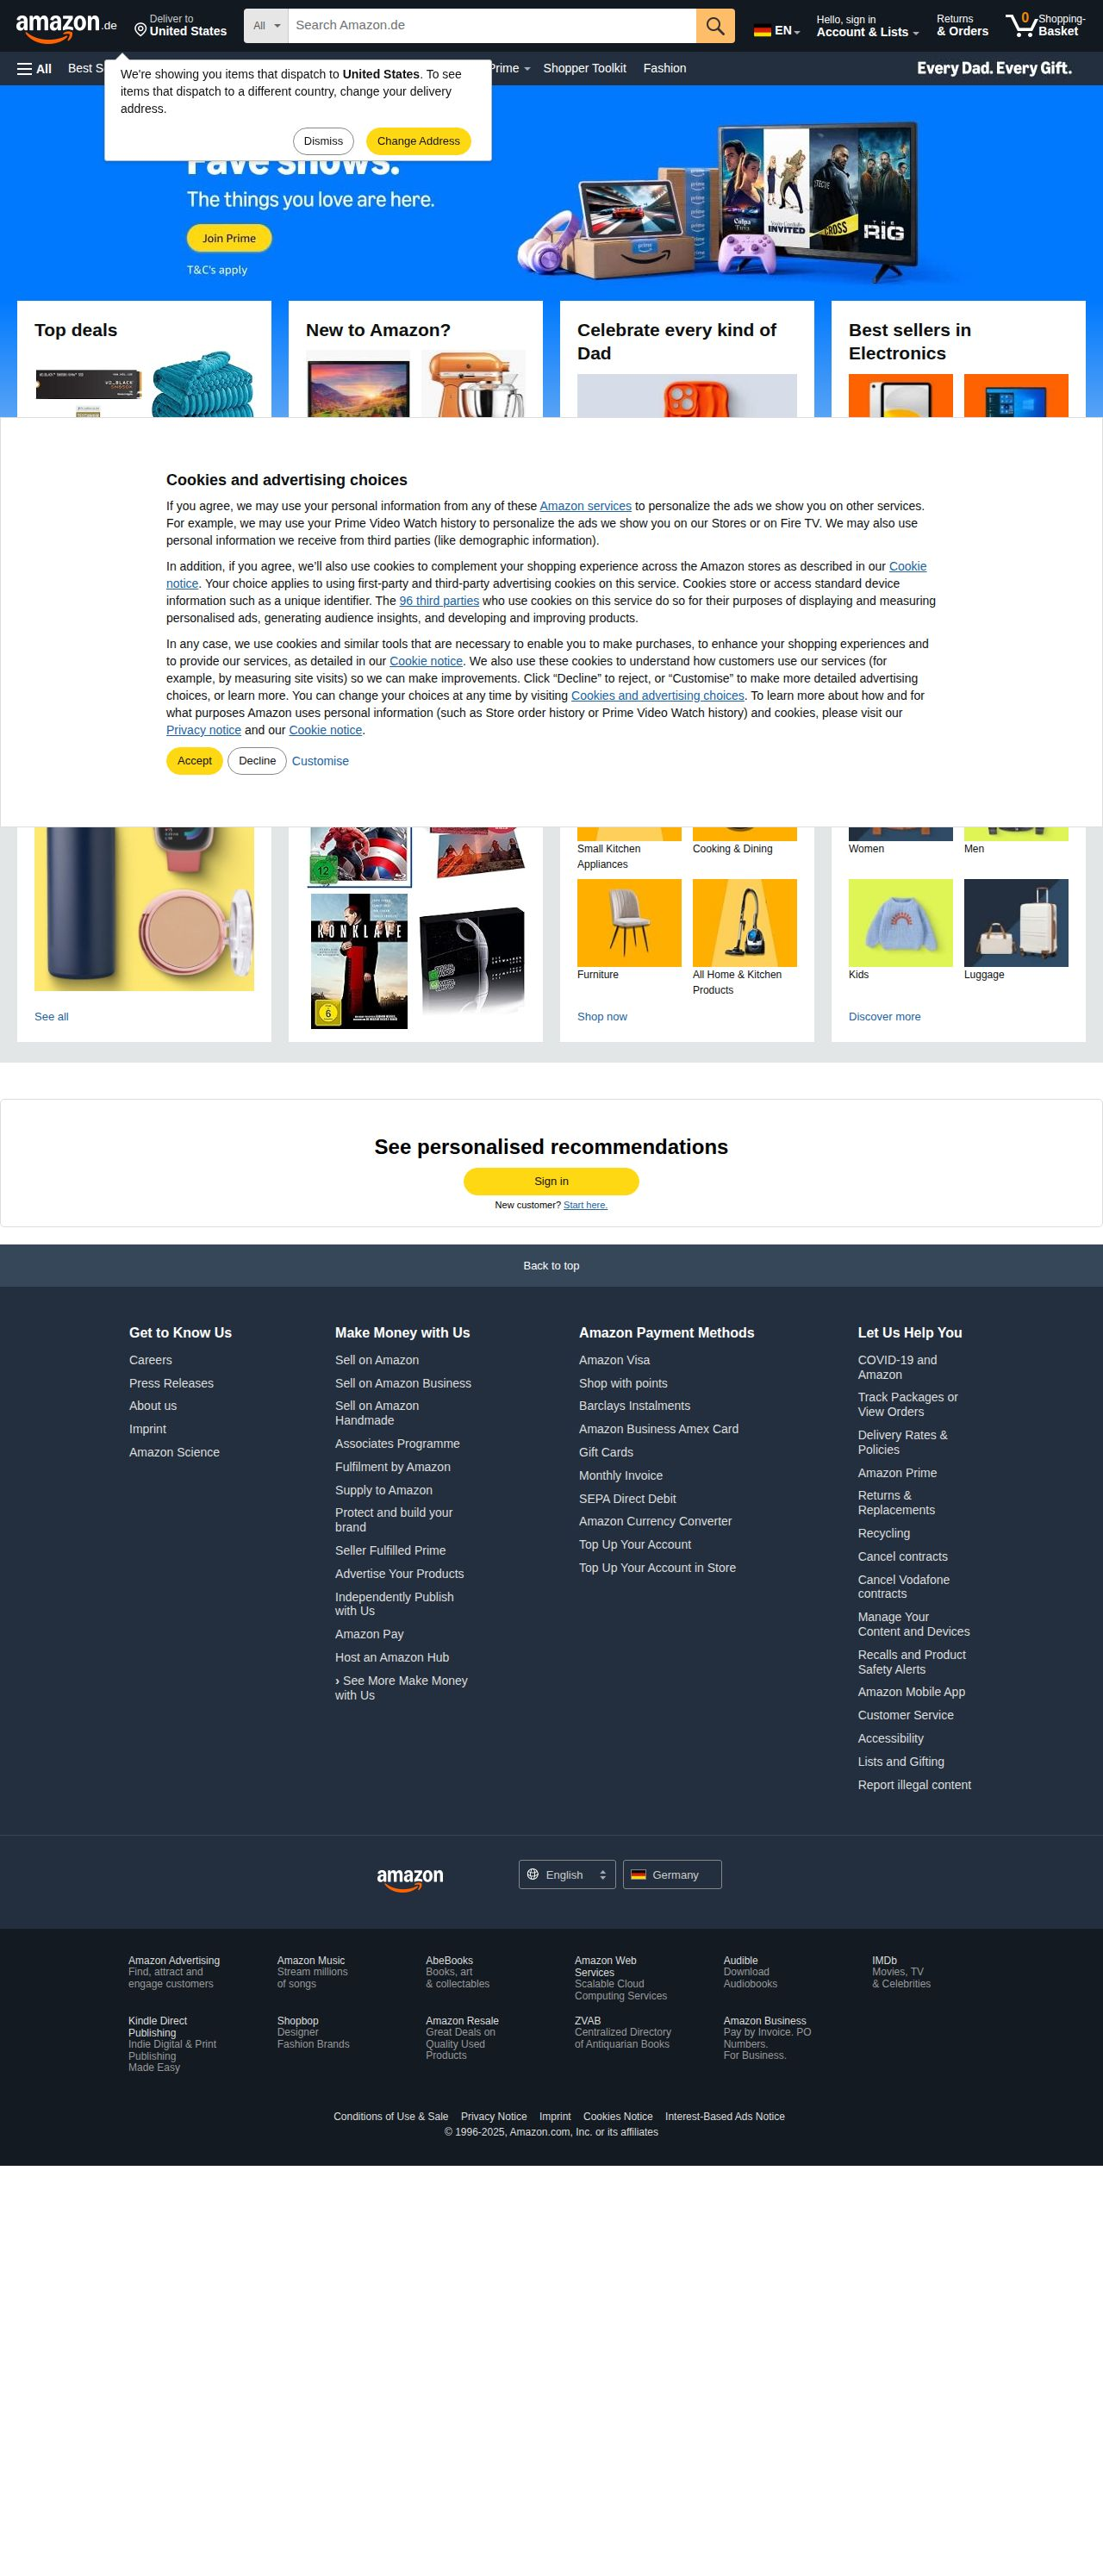 amazon.de
Deliver to
United States
All
Search Amazon.de
EN
Hello, sign in
Account & Lists
Returns
& Orders
0
Shopping-
Basket
All
Best S
Prime
Shopper Toolkit
Fashion
Every Dad. Every Gift.
We're showing you items that dispatch to United States. To see
items that dispatch to a different country, change your delivery
address.
Dismiss
Change Address
Fave shows.
The things you love are here.
Join Prime
T&C's apply
prime
INVITED
CROSS
THE
RIG
Top deals
New to Amazon?
Celebrate every kind of
Dad
Best sellers in
Electronics
WD_BLACK
Cookies and advertising choices
If you agree, we may use your personal information from any of these Amazon services to personalize the ads we show you on other services.
For example, we may use your Prime Video Watch history to personalize the ads we show you on our Stores or on Fire TV. We may also use
personal information we receive from third parties (like demographic information).
In addition, if you agree, we'll also use cookies to complement your shopping experience across the Amazon stores as described in our Cookie
notice. Your choice applies to using first-party and third-party advertising cookies on this service. Cookies store or access standard device
information such as a unique identifier. The 96 third parties who use cookies on this service do so for their purposes of displaying and measuring
personalised ads, generating audience insights, and developing and improving products.
In any case, we use cookies and similar tools that are necessary to enable you to make purchases, to enhance your shopping experiences and
to provide our services, as detailed in our Cookie notice. We also use these cookies to understand how customers use our services (for
example, by measuring site visits) so we can make improvements. Click “Decline” to reject, or “Customise” to make more detailed advertising
choices, or learn more. You can change your choices at any time by visiting Cookies and advertising choices. To learn more about how and for
what purposes Amazon uses personal information (such as Store order history or Prime Video Watch history) and cookies, please visit our
Privacy notice and our Cookie notice.
Accept
Decline
Customise
12
Small Kitchen
Appliances
Cooking & Dining
Women
Men
KONKLAVE
6
Furniture
All Home & Kitchen
Products
Kids
Luggage
See all
Shop now
Discover more
See personalised recommendations
Sign in
New customer? Start here.
Back to top
Get to Know Us
Careers
Press Releases
About us
Imprint
Amazon Science
Make Money with Us
Sell on Amazon
Sell on Amazon Business
Sell on Amazon
Handmade
Associates Programme
Fulfilment by Amazon
Supply to Amazon
Protect and build your
brand
Seller Fulfilled Prime
Advertise Your Products
Independently Publish
with Us
Amazon Pay
Host an Amazon Hub
› See More Make Money
with Us
Amazon Payment Methods
Amazon Visa
Shop with points
Barclays Instalments
Amazon Business Amex Card
Gift Cards
Monthly Invoice
SEPA Direct Debit
Amazon Currency Converter
Top Up Your Account
Top Up Your Account in Store
Let Us Help You
COVID-19 and
Amazon
Track Packages or
View Orders
Delivery Rates &
Policies
Amazon Prime
Returns &
Replacements
Recycling
Cancel contracts
Cancel Vodafone
contracts
Manage Your
Content and Devices
Recalls and Product
Safety Alerts
Amazon Mobile App
Customer Service
Accessibility
Lists and Gifting
Report illegal content
amazon
English
Germany
Amazon Advertising
Find, attract and
engage customers
Amazon Music
Stream millions
of songs
AbeBooks
Books, art
& collectables
Amazon Web
Services
Scalable Cloud
Computing Services
Audible
Download
Audiobooks
IMDb
Movies, TV
& Celebrities
Kindle Direct
Publishing
Indie Digital & Print
Publishing
Made Easy
Shopbop
Designer
Fashion Brands
Amazon Resale
Great Deals on
Quality Used
Products
ZVAB
Centralized Directory
of Antiquarian Books
Amazon Business
Pay by Invoice. PO
Numbers.
For Business.
Conditions of Use & Sale
Privacy Notice
Imprint
Cookies Notice
Interest-Based Ads Notice
© 1996-2025, Amazon.com, Inc. or its affiliates